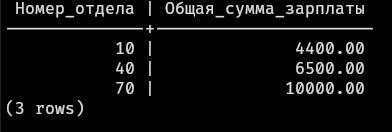 Номер_отдела | Общая_сумма_зарплаты
--------------+----------------------
10 | 4400.00
40 | 6500.00
70 | 10000.00
(3 rows)